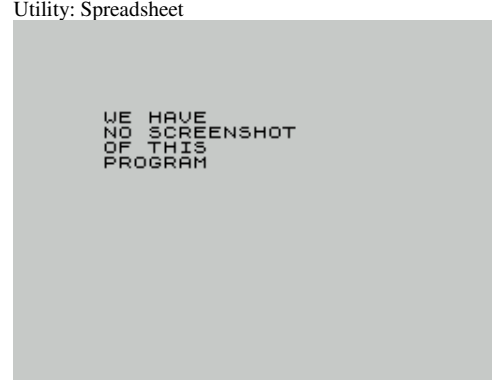 Utility: Spreadsheet
WE HAVE
NO SCREENSHOT
OF THIS
PROGRAM